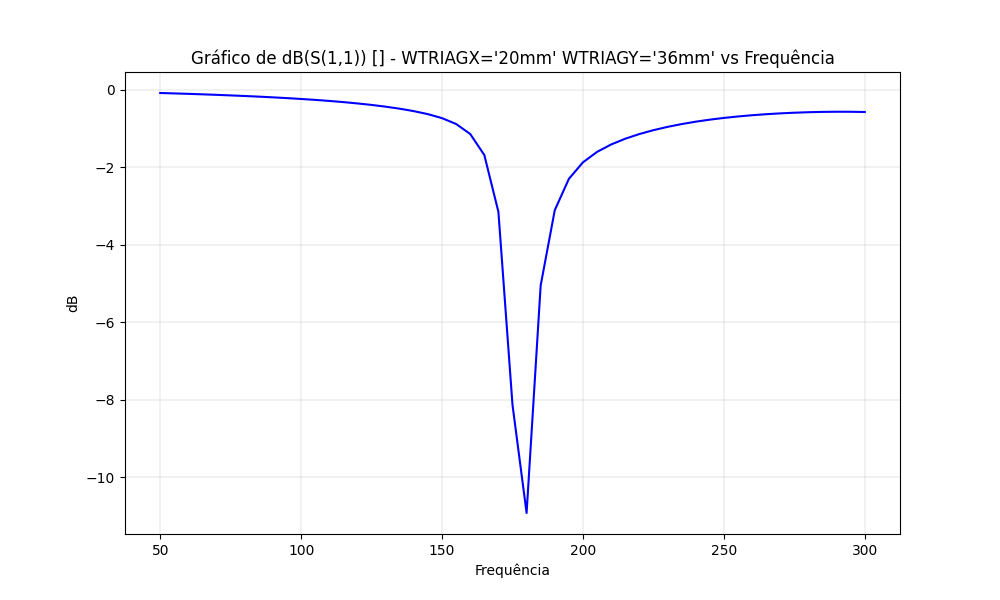 Gráfico de dB(S(1,1)) [] - WTRIAGX='20mm' WTRIAGY='36mm' vs Frequência
dB
0
−2
−4
−6
−8
−10
50 100 150 200 250 300
Frequência